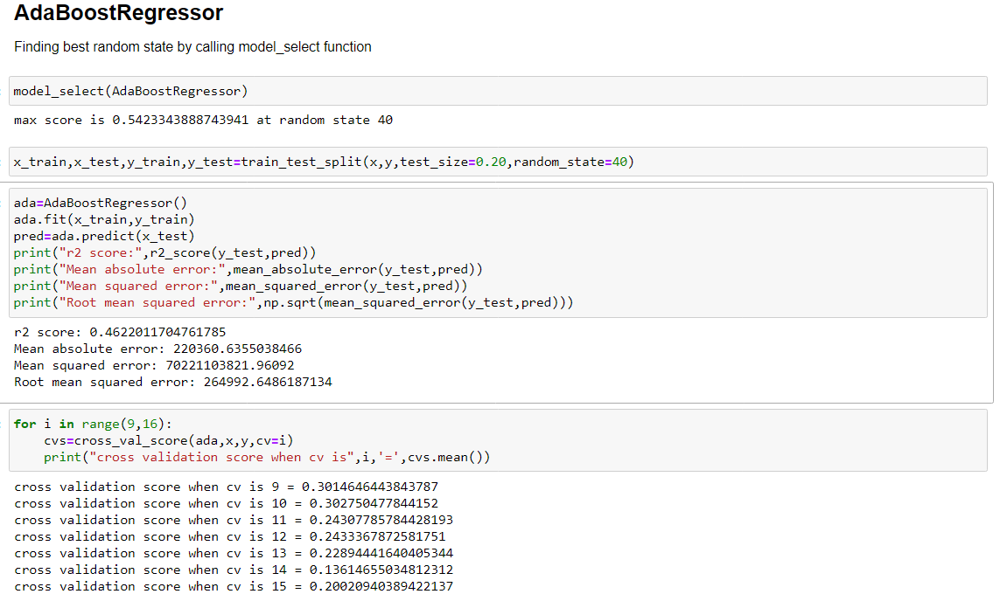 AdaBoostRegressor
Finding best random state by calling model_select function
model_select(AdaBoostRegressor)
max score is 0.5423343888743941 at random state 40
x_train,x_test,y_train,y_test=train_test_split(x,y,test_size=0.20,random_state=40)
ada=AdaBoostRegressor()
ada.fit(x_train,y_train)
pred=ada.predict(x_test)
print("r2 score:",r2_score(y_test,pred))
print("Mean absolute error:",mean_absolute_error(y_test,pred))
print("Mean squared error:",mean_squared_error(y_test,pred))
print("Root mean squared error:",np.sqrt(mean_squared_error(y_test,pred)))
r2 score: 0.4622011704761785
Mean absolute error: 220360.6355038466
Mean squared error: 70221103821.96092
Root mean squared error: 264992.6486187134
for i in range(9,16):
    cvs=cross_val_score(ada,x,y,cv=i)
    print("cross validation score when cv is",i,'=',cvs.mean())
cross validation score when cv is 9 = 0.3014646443843787
cross validation score when cv is 10 = 0.302750477844152
cross validation score when cv is 11 = 0.24307785784428193
cross validation score when cv is 12 = 0.2433367872581751
cross validation score when cv is 13 = 0.22894441640405344
cross validation score when cv is 14 = 0.13614655034812312
cross validation score when cv is 15 = 0.20020940389422137